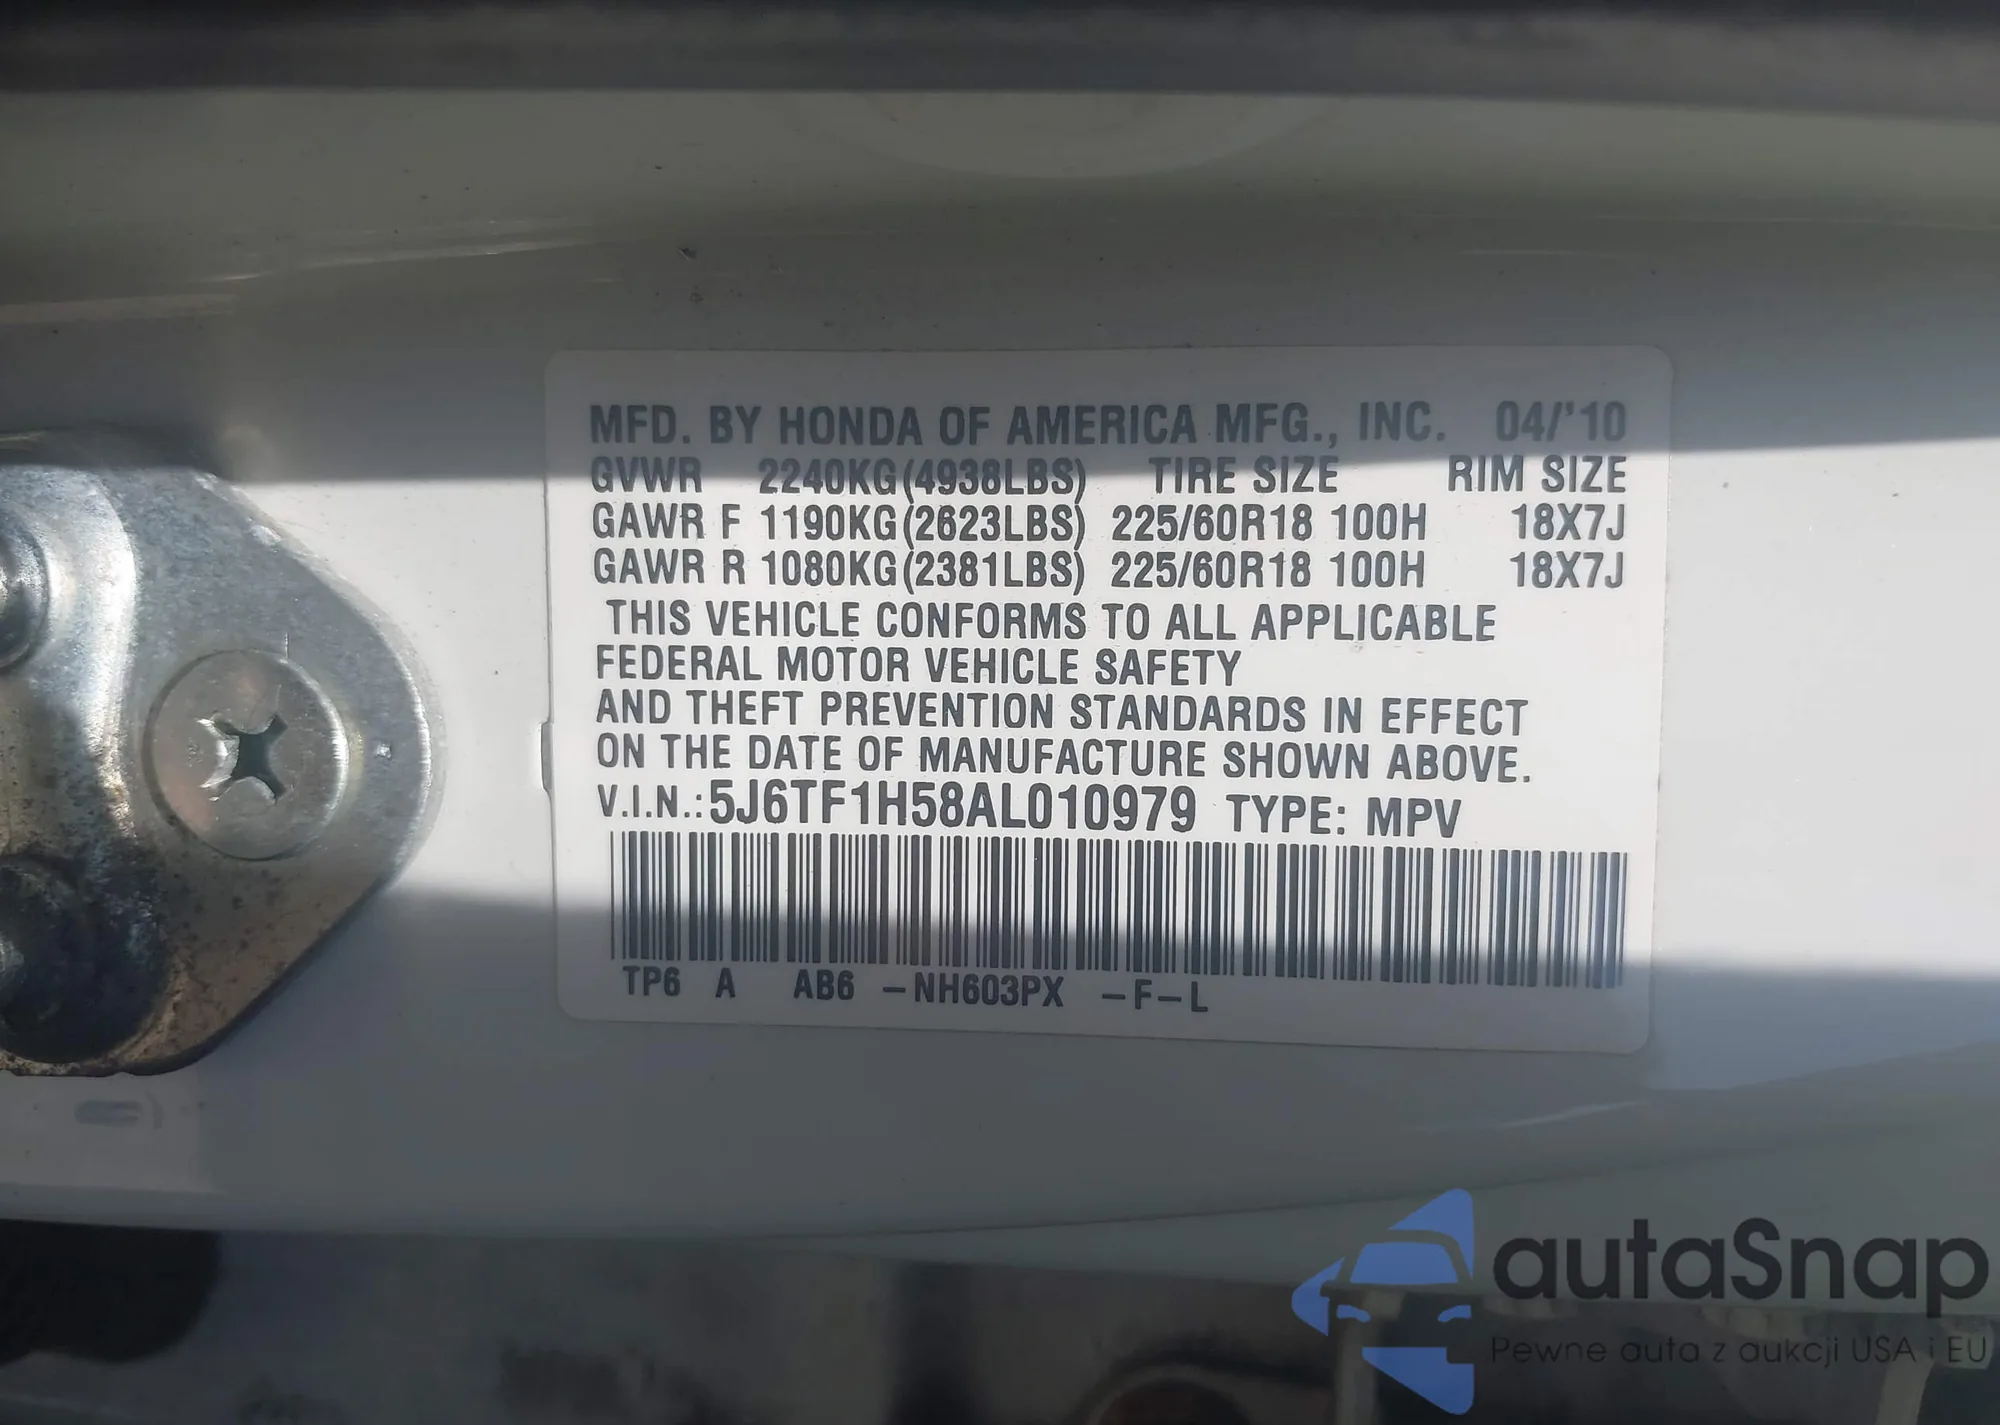 MFD. BY HONDA OF AMERICA MFG., INC. 04/'10
GVWR 2240KG(4938LBS) TIRE SIZE RIM SIZE
GAWR F 1190KG(2623LBS) 225/60R18 100H 18X7J
GAWR R 1080KG(2381LBS) 225/60R18 100H 18X7J
THIS VEHICLE CONFORMS TO ALL APPLICABLE
FEDERAL MOTOR VEHICLE SAFETY
AND THEFT PREVENTION STANDARDS IN EFFECT
ON THE DATE OF MANUFACTURE SHOWN ABOVE.
V.I.N.: 5J6TF1H58AL010979 TYPE: MPV
TP6 A AB6 -NH603PX -F-L
autaSnap
Pewne auta z aukcji USA i EU